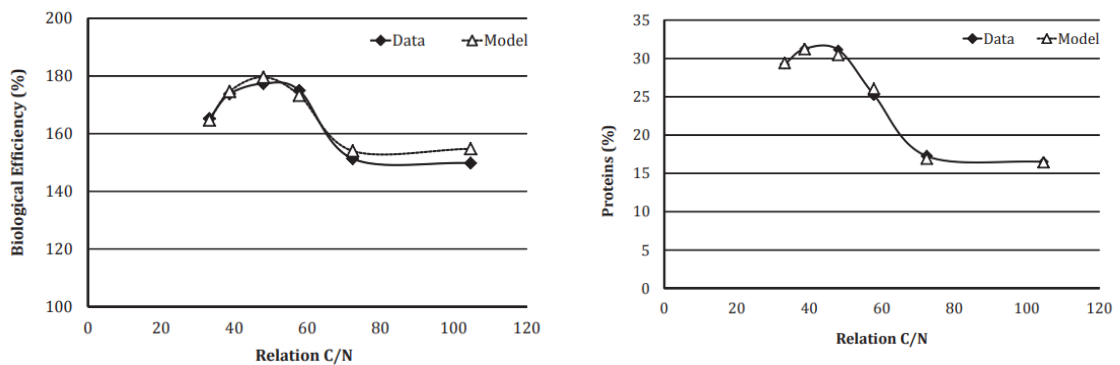 Biological Efficiency (%)
200
180
160
140
120
100
0 20 40 60 80 100 120
Relation C/N
Data Model
Proteins (%)
35
30
25
20
15
10
5
0
0 20 40 60 80 100 120
Relation C/N
Data Model